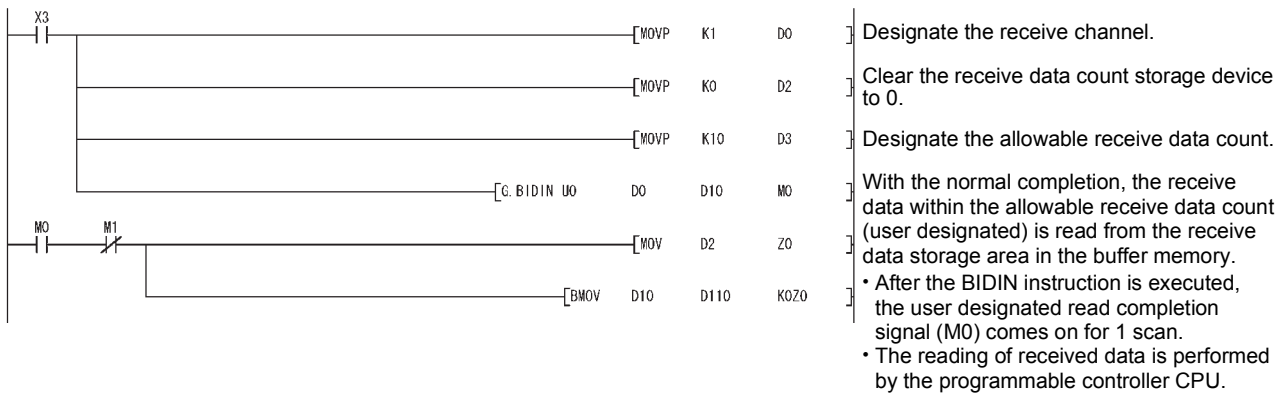 X3
[MOVP K1 D0 ] Designate the receive channel.
[MOVP K0 D2 ] Clear the receive data count storage device
to 0.
[MOVP K10 D3 ] Designate the allowable receive data count.
[G.BIDIN U0 D0 D10 M0 ] With the normal completion, the receive
data within the allowable receive data count
(user designated) is read from the receive
data storage area in the buffer memory.
M0 M1
[MOV D2 Z0 ]
[BMOV D10 D110 K0Z0 ]
• After the BIDIN instruction is executed,
the user designated read completion
signal (M0) comes on for 1 scan.
• The reading of received data is performed
by the programmable controller CPU.